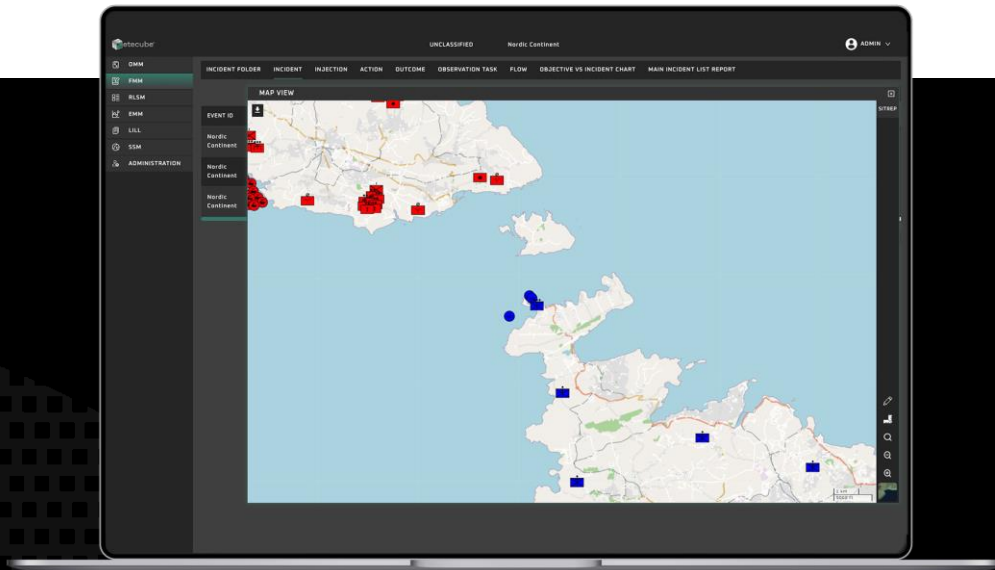 etecube
UNCLASSIFIED
Nordic Continent
ADMIN
OMM
FMM
RLSM
EMM
LILL
SSM
ADMINISTRATION
INCIDENT FOLDER
INCIDENT
INJECTION
ACTION
OUTCOME
OBSERVATION TASK
FLOW
OBJECTIVE VS INCIDENT CHART
MAIN INCIDENT LIST REPORT
MAP VIEW
SITREP
EVENT ID
Nordic
Continent
Nordic
Continent
Nordic
Continent